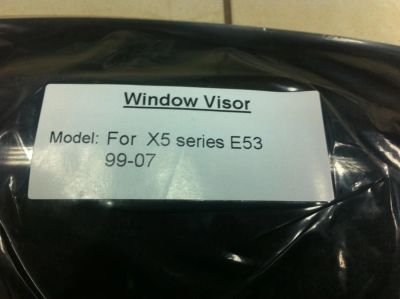 Window Visor
Model: For X5 series E53
99-07